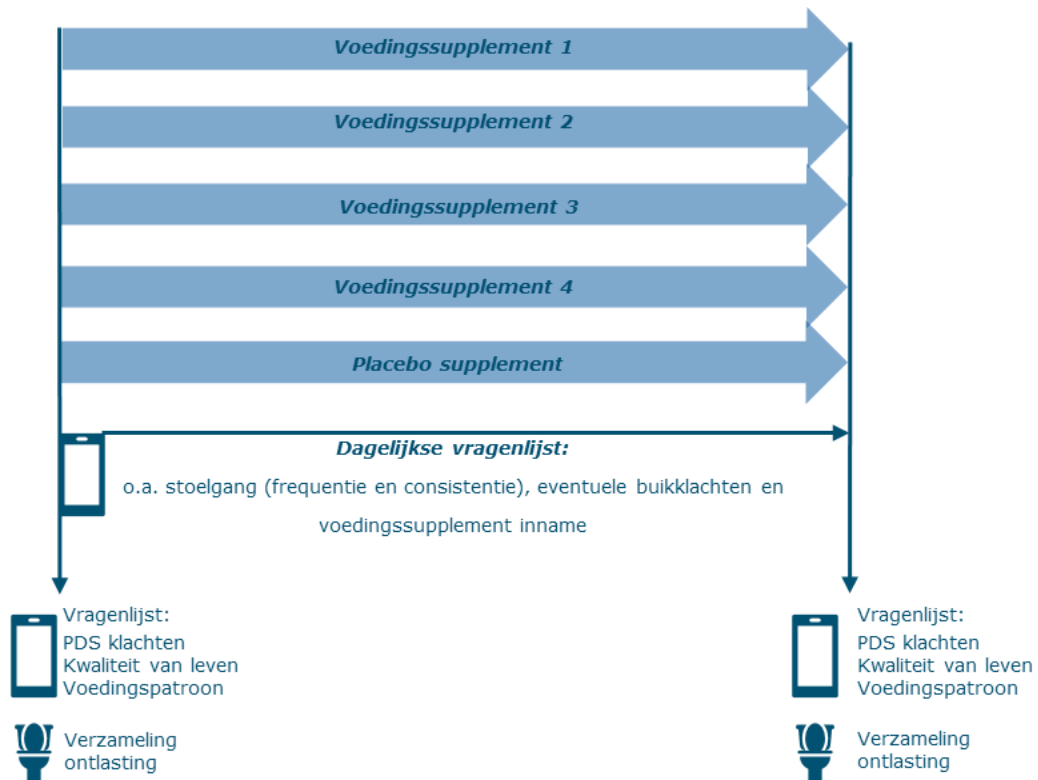 Voedingssupplement 1
Voedingssupplement 2
Voedingssupplement 3
Voedingssupplement 4
Placebo supplement
Dagelijkse vragenlijst:
o.a. stoelgang (frequentie en consistentie), eventuele buikklachten en
voedingssupplement inname
Vragenlijst:
PDS klachten
Kwaliteit van leven
Voedingspatroon
Verzameling
ontlasting
Vragenlijst:
PDS klachten
Kwaliteit van leven
Voedingspatroon
Verzameling
ontlasting